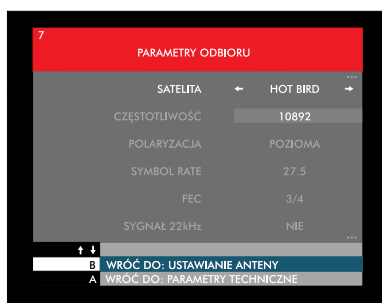 7
PARAMETRY ODBIORU
...
SATELITA ← HOT BIRD →
CZĘSTOTLIWOŚĆ 10892
POLARYZACJA POZIOMA
SYMBOL RATE 27.5
FEC 3/4
SYGNAŁ 22kHz NIE
...
↑ ↓
B WRÓĆ DO: USTAWIANIE ANTENY
A WRÓĆ DO: PARAMETRY TECHNICZNE